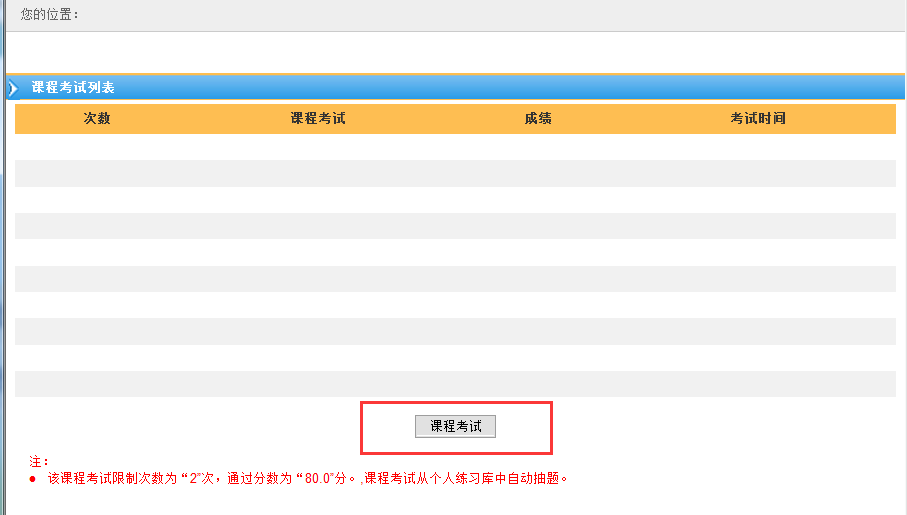 您的位置：
课程考试列表
次数 课程考试 成绩 考试时间
课程考试
注：
● 该课程考试限制次数为“2”次，通过分数为“80.0”分。,课程考试从个人练习库中自动抽题。